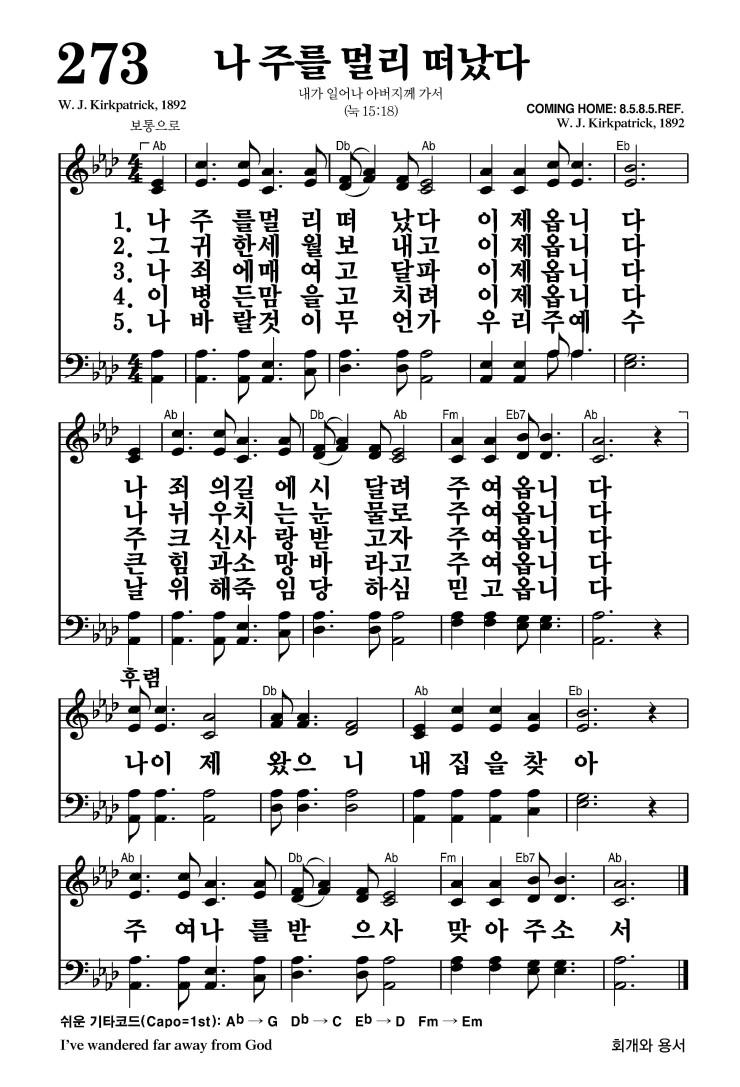 273 나 주를 멀리 떠났다
내가 일어나 아버지께 가서
(눅 15:18)
W. J. Kirkpatrick, 1892
COMING HOME: 8.5.8.5.REF.
W. J. Kirkpatrick, 1892
보통으로
Ab Db Ab Eb
1. 나 주 를멀 리떠 났다 이제옵니 다
2. 그 귀 한세 월보 내고 이제옵니 다
3. 나 죄 에매 여고 달파 이제옵니 다
4. 이 병 든맘 을고 치려 이제옵니 다
5. 나 바 랄것 이무 언가 우리주예 수
Ab Db Ab Fm Eb7 Ab
나 죄 의길 에시 달려 주여옵니 다
나 뉘 우치 는눈 물로 주여옵니 다
주 크 신사 랑받 고자 주여옵니 다
큰 힘 과소 망바 라고 주여옵니 다
날 위 해죽 임당 하심 믿고옵니 다
후렴
Db Ab Eb
나이 제 왔으 니 내 집 을 찾 아
Ab Db Ab Fm Eb7 Ab
주 여나 를 받 으사 맞 아 주소 서
쉬운 기타코드(Capo=1st): Ab → G Db → C Eb → D Fm → Em
I've wandered far away from God
회개와 용서